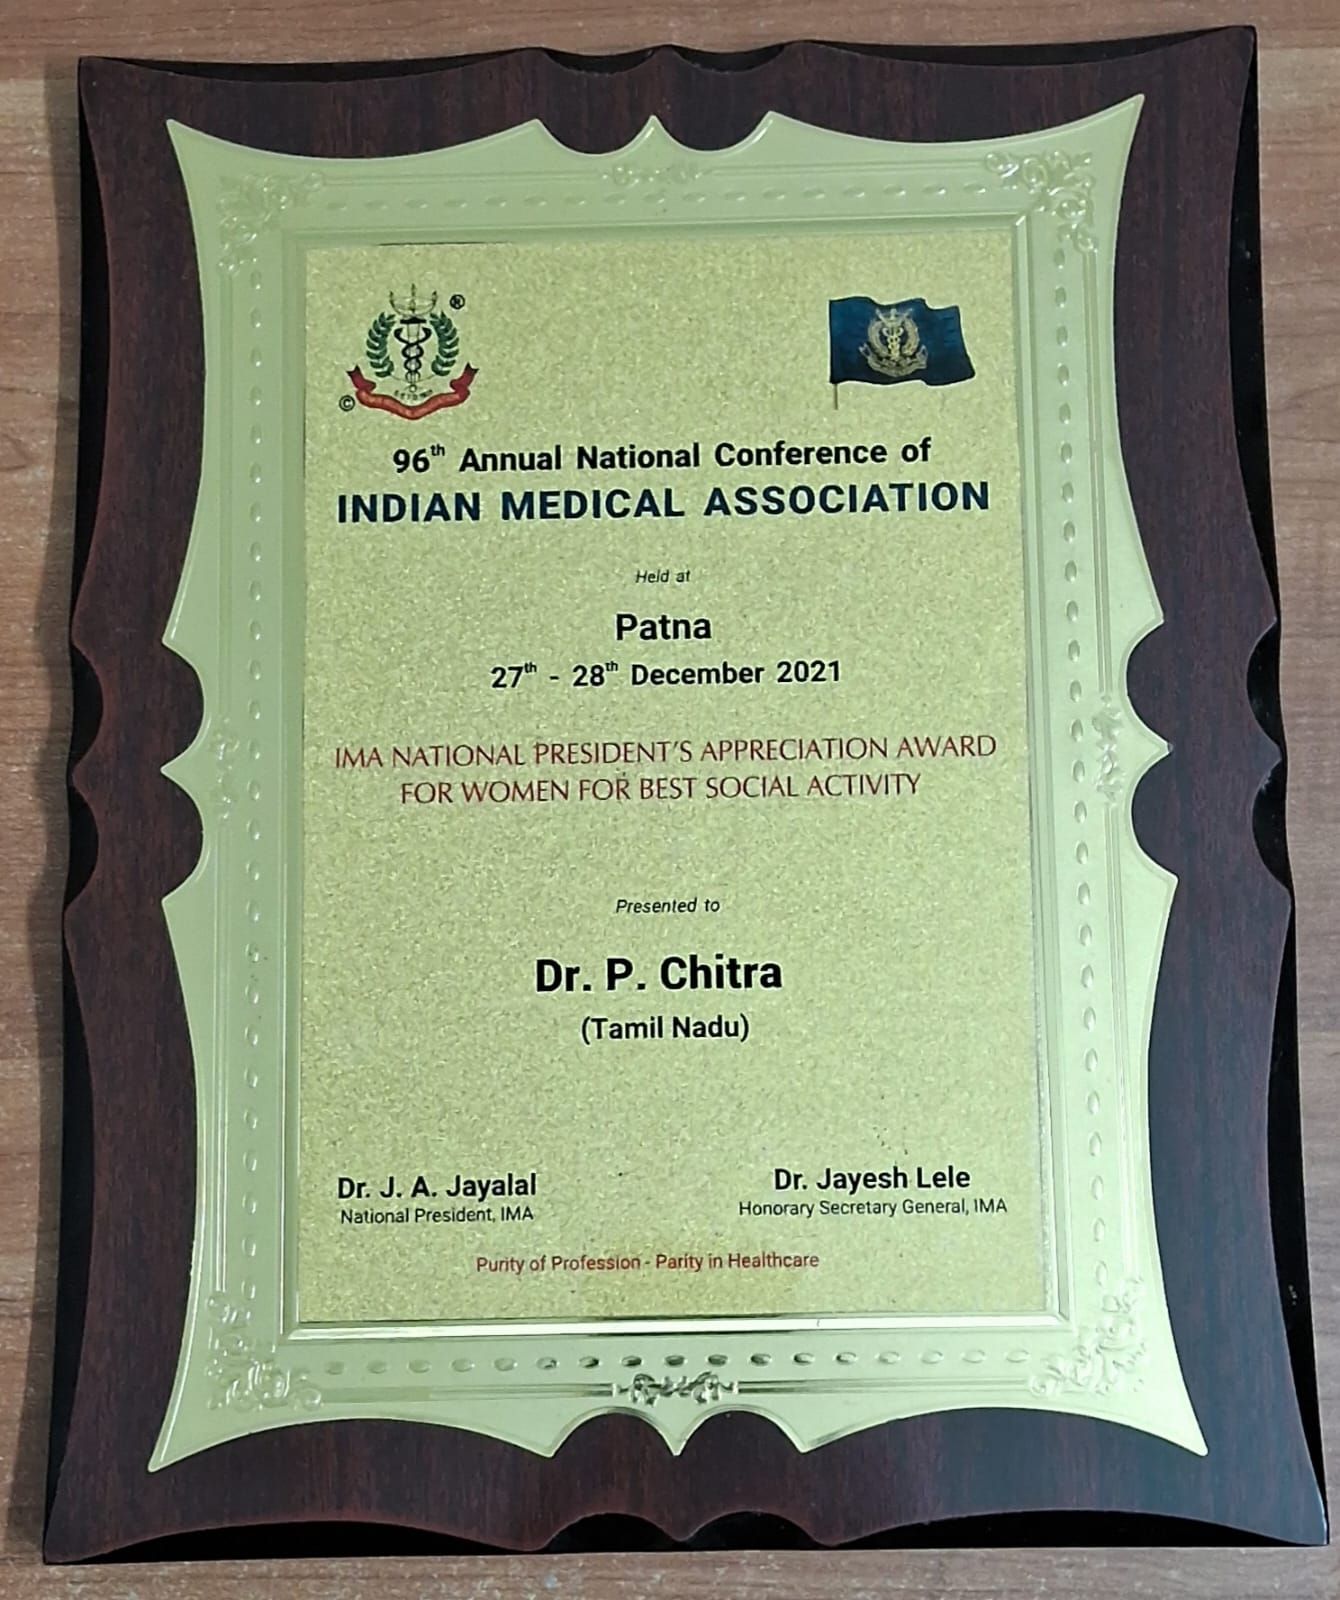 ®
©
96th Annual National Conference of
INDIAN MEDICAL ASSOCIATION
Held at
Patna
27th - 28th December 2021
IMA NATIONAL PRESIDENT'S APPRECIATION AWARD
FOR WOMEN FOR BEST SOCIAL ACTIVITY
Presented to
Dr. P. Chitra
(Tamil Nadu)
Dr. J. A. Jayalal
National President, IMA
Dr. Jayesh Lele
Honorary Secretary General, IMA
Purity of Profession - Parity in Healthcare